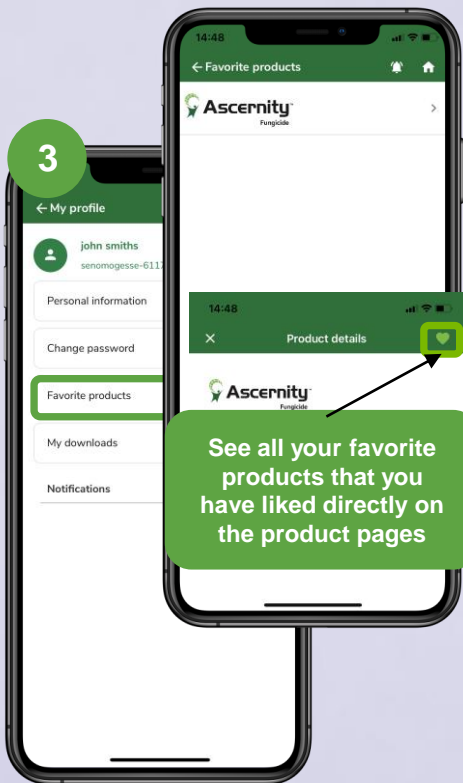 3
← My profile
john smiths
senomogesse-6117
Personal information
Change password
Favorite products
My downloads
Notifications
14:48
← Favorite products
Ascernity™
Fungicide
14:48
Product details
Ascernity™
Fungicide
See all your favorite
products that you
have liked directly on
the product pages